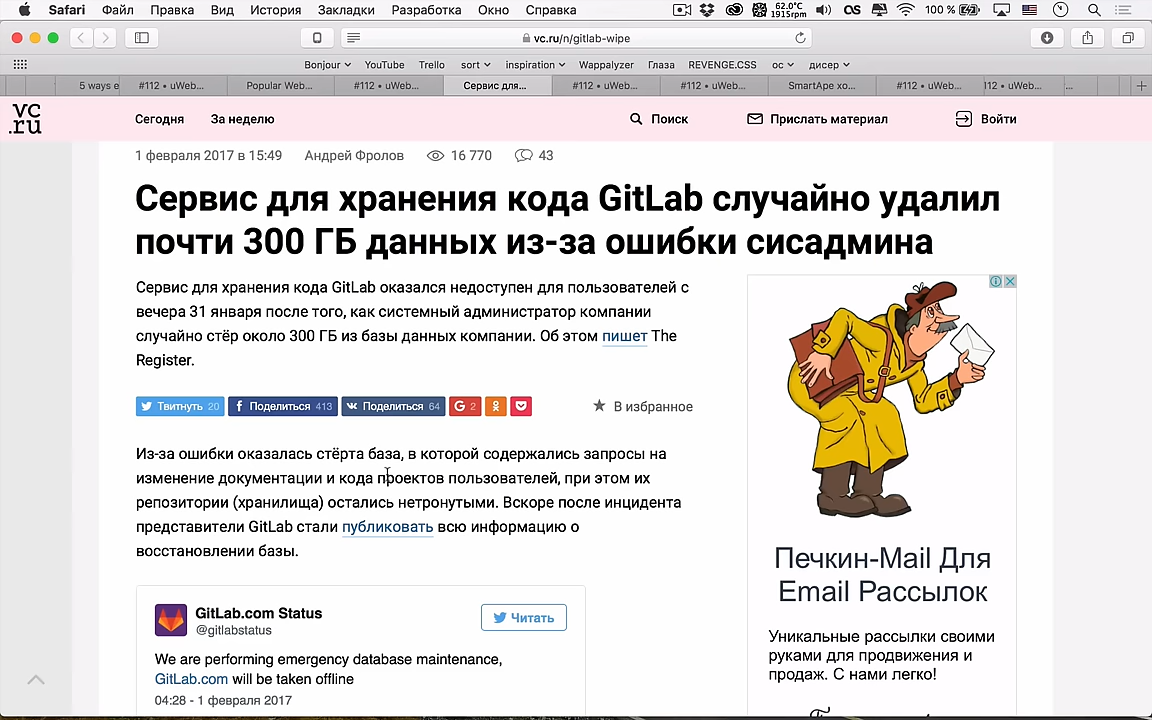 Safari Файл Правка Вид История Закладки Разработка Окно Справка 62.0°C 1915rpm 100 %
vc.ru/n/gitlab-wipe
Bonjour YouTube Trello sort inspiration Wappalyzer Глаза REVENGE.CSS ос дисер
5 ways e #112 • uWeb... Popular Web... #112 • uWeb... Сервис для... #112 • uWeb... #112 • uWeb... SmartApe хо... #112 • uWeb... I12 • uWeb... ...
vc.ru
Сегодня За неделю Поиск Прислать материал Войти
1 февраля 2017 в 15:49 Андрей Фролов 16 770 43
Сервис для хранения кода GitLab случайно удалил
почти 300 ГБ данных из-за ошибки сисадмина
Сервис для хранения кода GitLab оказался недоступен для пользователей с
вечера 31 января после того, как системный администратор компании
случайно стёр около 300 ГБ из базы данных компании. Об этом пишет The
Register.
Твитнуть 20 Поделиться 413 Поделиться 64 G 2 В избранное
Из-за ошибки оказалась стёрта база, в которой содержались запросы на
изменение документации и кода проектов пользователей, при этом их
репозитории (хранилища) остались нетронутыми. Вскоре после инцидента
представители GitLab стали публиковать всю информацию о
восстановлении базы.
GitLab.com Status
@gitlabstatus
Читать
We are performing emergency database maintenance,
GitLab.com will be taken offline
04:28 - 1 февраля 2017
Печкин-Mail Для
Email Рассылок
Уникальные рассылки своими
руками для продвижения и
продаж. С нами легко!